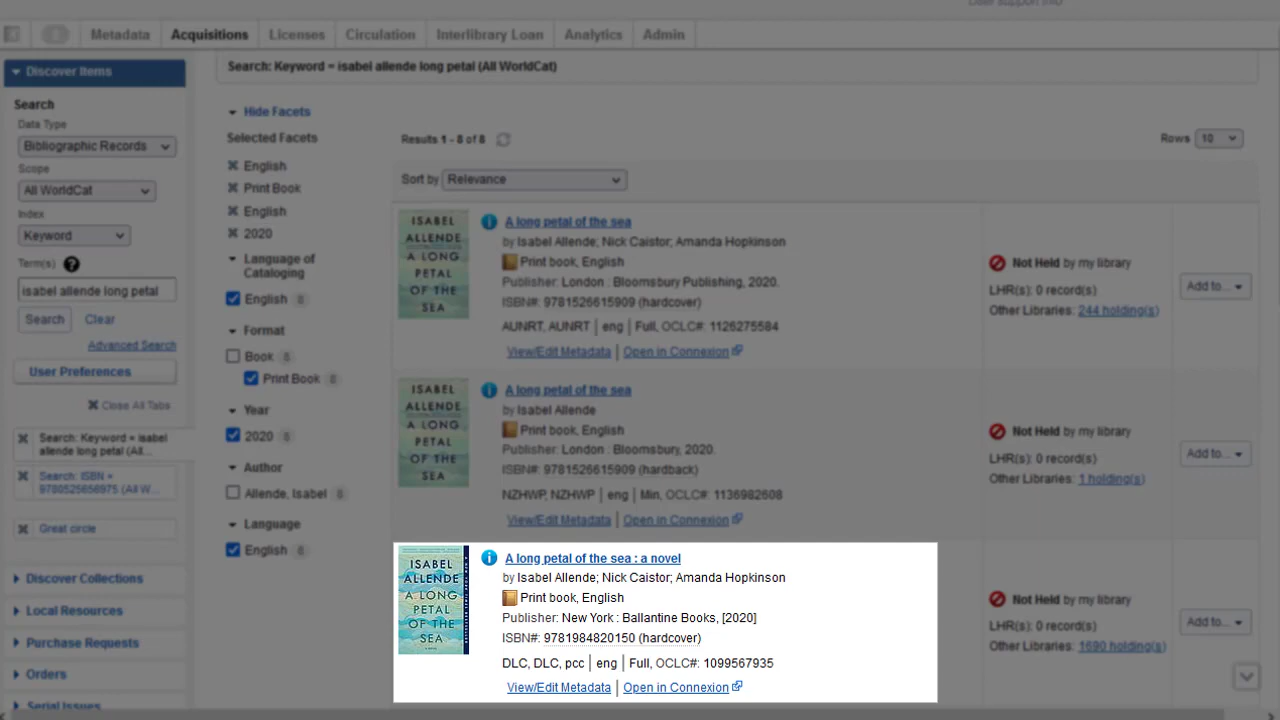 Metadata
Acquisitions
Licenses
Circulation
Interlibrary Loan
Analytics
Admin
Discover Items
Search
Data Type
Bibliographic Records
Scope
All WorldCat
Index
Keyword
Term(s) ?
isabel allende long petal
Search Clear
Advanced Search
User Preferences
Close All Tabs
Search: Keyword = isabel
allende long petal (All...
Search: ISBN =
9780525656975 (All W...
Great circle
Discover Collections
Local Resources
Purchase Requests
Orders
Serial Issues
Search: Keyword = isabel allende long petal (All WorldCat)
Hide Facets
Selected Facets
English
Print Book
English
2020
Language of
Cataloging
English 8
Format
Book 8
Print Book 8
Year
2020 8
Author
Allende, Isabel 8
Language
English 8
Results 1 - 8 of 8
Rows 10
Sort by Relevance
ISABEL
ALLENDE
A LONG
PETAL
OF THE
SEA
A long petal of the sea
by Isabel Allende; Nick Caistor; Amanda Hopkinson
Print book, English
Publisher: London : Bloomsbury Publishing, 2020.
ISBN#: 9781526615909 (hardcover)
AUNRT, AUNRT | eng | Full, OCLC#: 1126275584
View/Edit Metadata | Open in Connexion
Not Held by my library
LHR(s): 0 record(s)
Other Libraries: 244 holding(s)
Add to...
ISABEL
ALLENDE
A LONG
PETAL
OF THE
SEA
A long petal of the sea
by Isabel Allende
Print book, English
Publisher: London : Bloomsbury, 2020.
ISBN#: 9781526615909 (hardback)
NZHWP, NZHWP | eng | Min, OCLC#: 1136982608
View/Edit Metadata | Open in Connexion
Not Held by my library
LHR(s): 0 record(s)
Other Libraries: 1 holding(s)
Add to...
ISABEL
ALLENDE
A LONG
PETAL
OF THE
SEA
A long petal of the sea : a novel
by Isabel Allende; Nick Caistor; Amanda Hopkinson
Print book, English
Publisher: New York : Ballantine Books, [2020]
ISBN#: 9781984820150 (hardcover)
DLC, DLC, pcc | eng | Full, OCLC#: 1099567935
View/Edit Metadata | Open in Connexion
Not Held by my library
LHR(s): 0 record(s)
Other Libraries: 1690 holding(s)
Add to...